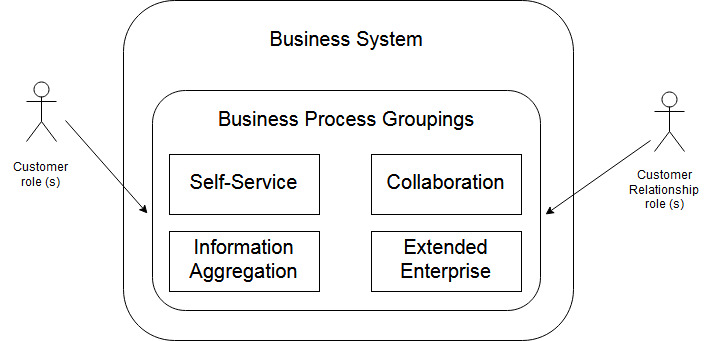 Business System
Business Process Groupings
Self-Service
Collaboration
Information
Aggregation
Extended
Enterprise
Customer
role (s)
Customer
Relationship
role (s)